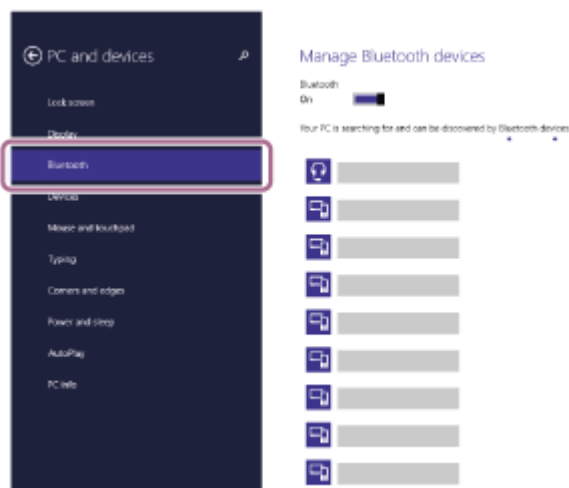 PC and devices
Lock screen
Display
Bluetooth
Devices
Mouse and touchpad
Typing
Corners and edges
Power and sleep
AutoPlay
PC info
Manage Bluetooth devices
Bluetooth
On
Your PC is searching for and can be discovered by Bluetooth devices